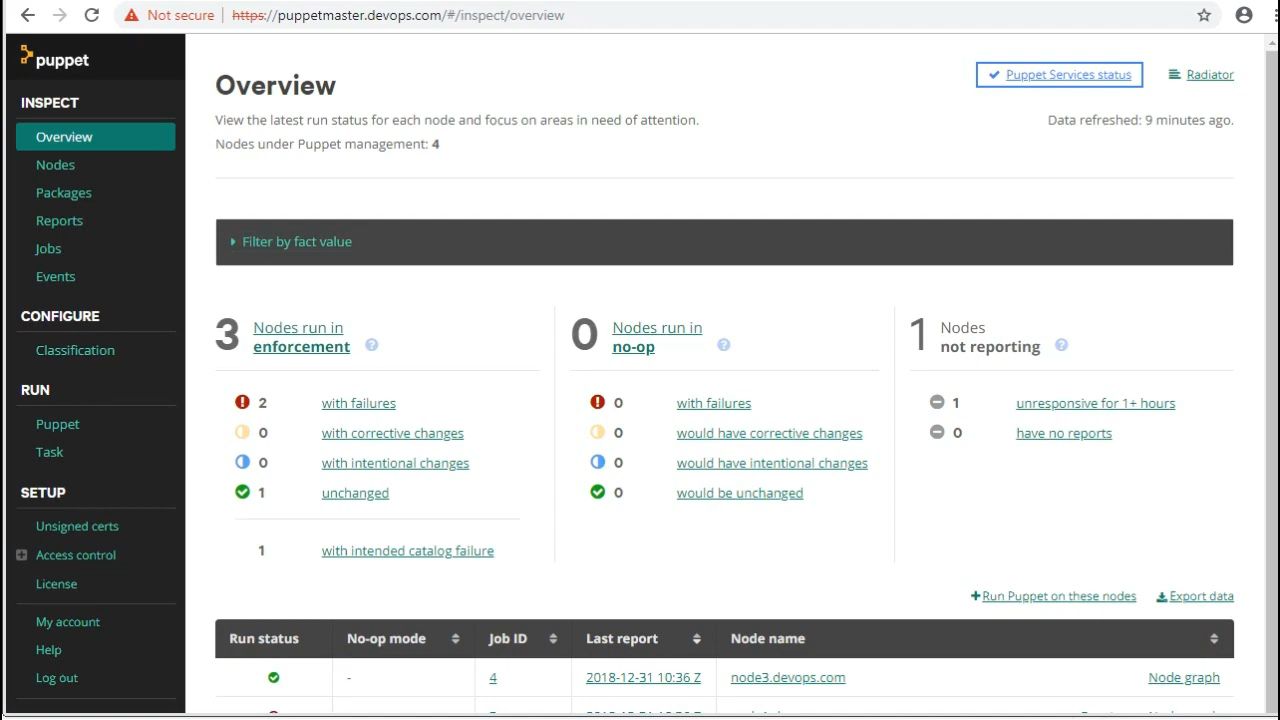 Not secure | https://puppetmaster.devops.com/#/inspect/overview
puppet
INSPECT
Overview
Nodes
Packages
Reports
Jobs
Events
CONFIGURE
Classification
RUN
Puppet
Task
SETUP
Unsigned certs
Access control
License
My account
Help
Log out
Overview
Puppet Services status
Radiator
View the latest run status for each node and focus on areas in need of attention.
Data refreshed: 9 minutes ago.
Nodes under Puppet management: 4
Filter by fact value
3 Nodes run in
enforcement ?
2 with failures
0 with corrective changes
0 with intentional changes
1 unchanged
1 with intended catalog failure
0 Nodes run in
no-op ?
0 with failures
0 would have corrective changes
0 would have intentional changes
0 would be unchanged
1 Nodes
not reporting ?
1 unresponsive for 1+ hours
0 have no reports
Run Puppet on these nodes
Export data
Run status No-op mode Job ID Last report Node name
- 4 2018-12-31 10:36 Z node3.devops.com Node graph